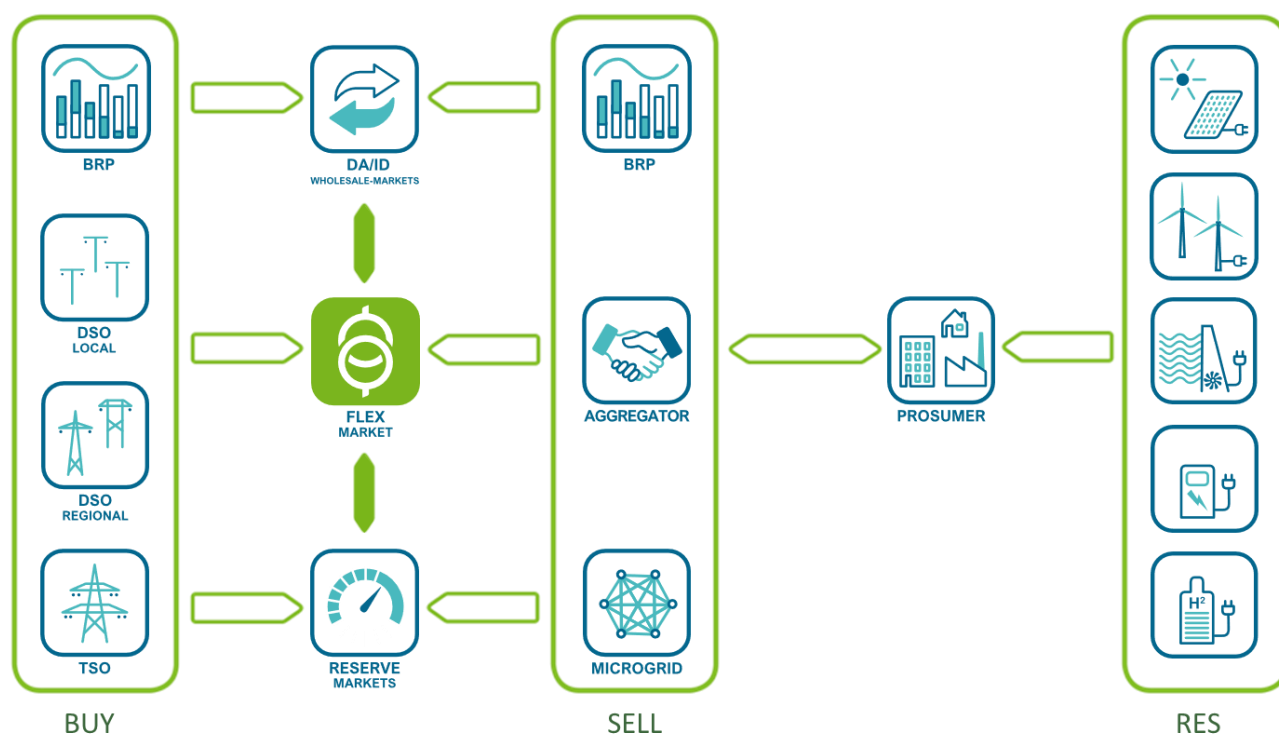 BRP
DSO
LOCAL
DSO
REGIONAL
TSO
BUY
DA/ID
WHOLESALE-MARKETS
FLEX
MARKET
RESERVE
MARKETS
BRP
AGGREGATOR
MICROGRID
SELL
PROSUMER
H²
RES